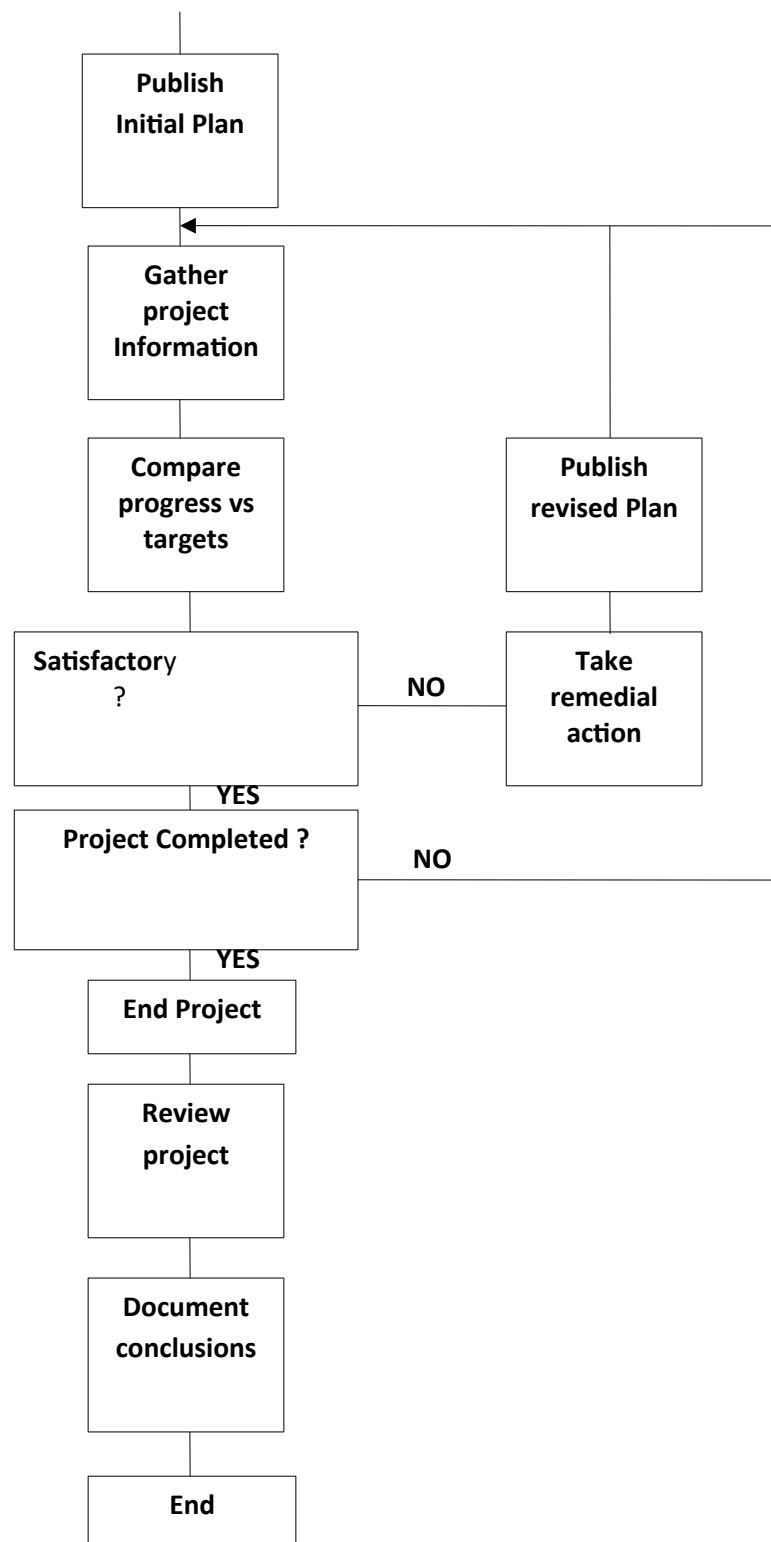 Publish
Initial Plan
Gather
project
Information
Compare
progress vs
targets
Publish
revised Plan
Satisfactory
?
NO
Take
remedial
action
YES
Project Completed ?
NO
YES
End Project
Review
project
Document
conclusions
End